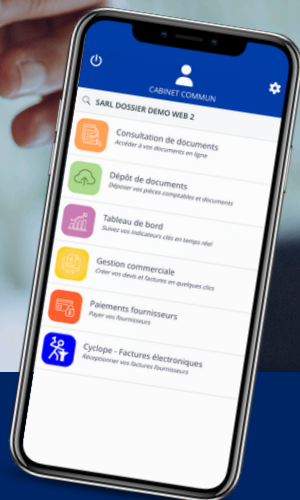 CABINET COMMUN
SARL DOSSIER DEMO WEB 2
Consultation de documents
Accéder à vos documents en ligne
Dépôt de documents
Déposer vos pièces comptables et documents
Tableau de bord
Suivez vos indicateurs clés en temps réel
Gestion commerciale
Créer vos devis et factures en quelques clics
Paiements fournisseurs
Payer vos fournisseurs
Cyclope - Factures électroniques
Réceptionner vos factures fournisseurs